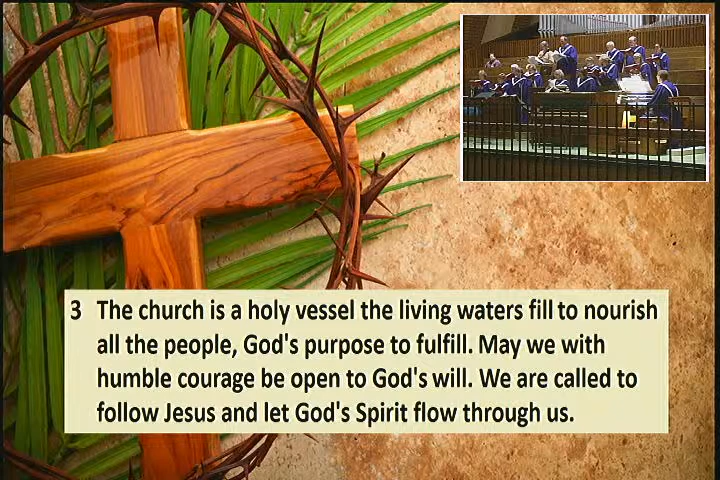 3 The church is a holy vessel the living waters fill to nourish
all the people, God's purpose to fulfill. May we with
humble courage be open to God's will. We are called to
follow Jesus and let God's Spirit flow through us.